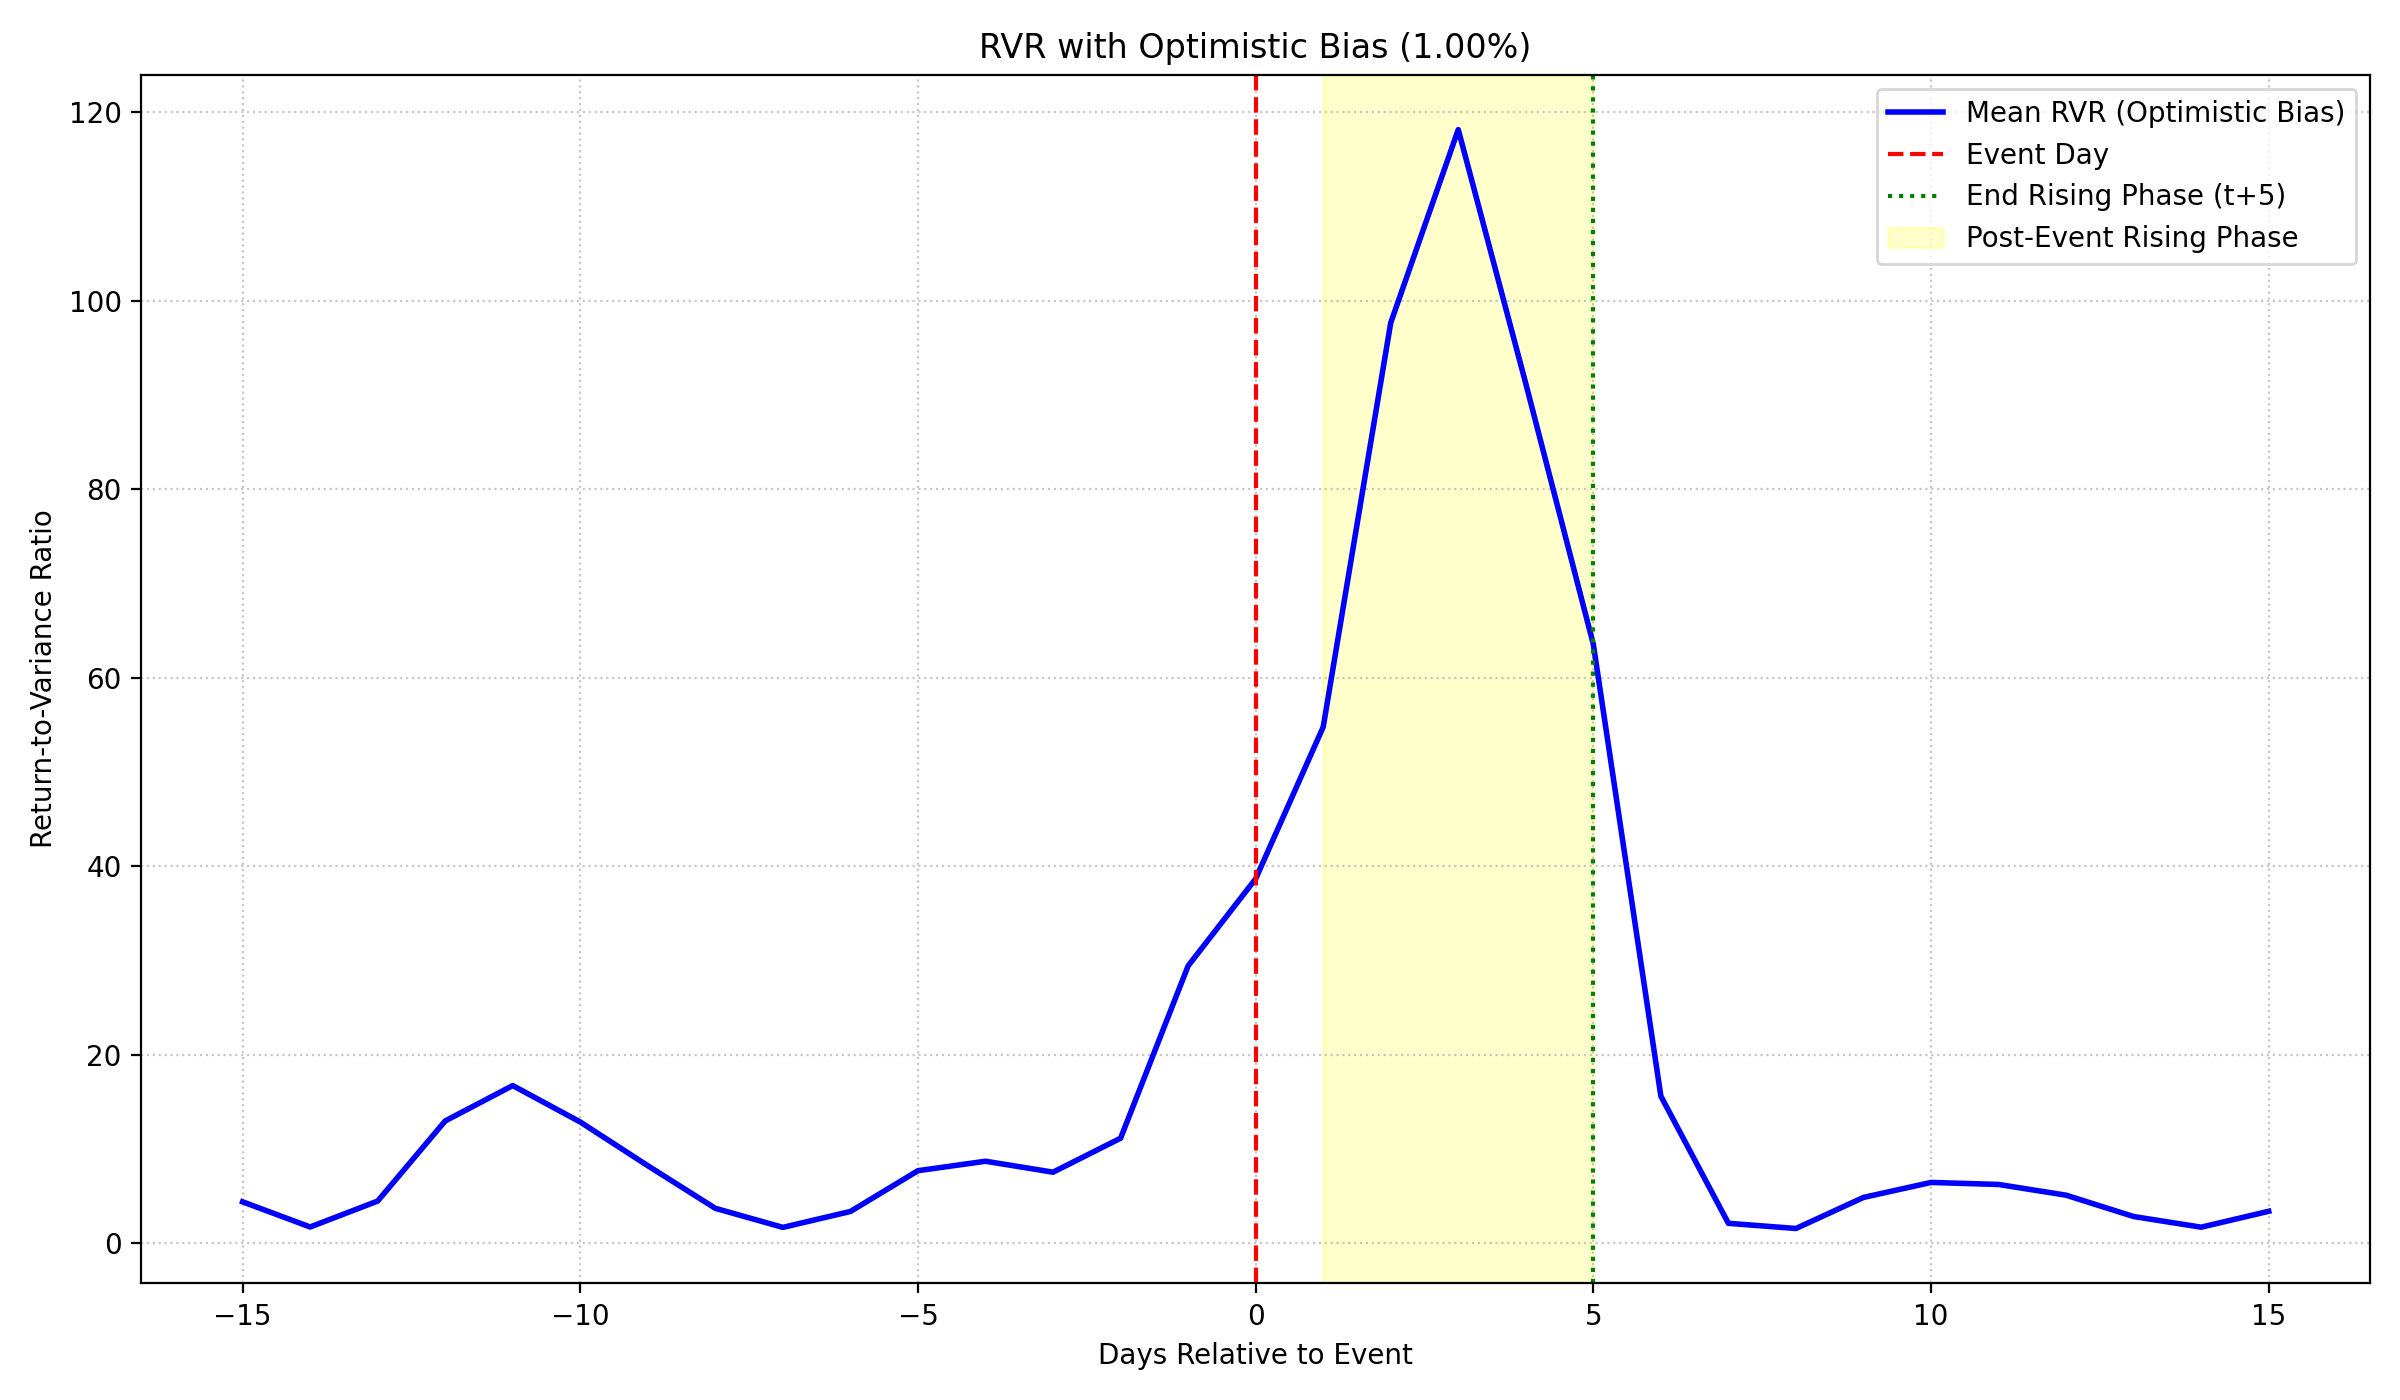 RVR with Optimistic Bias (1.00%)
Mean RVR (Optimistic Bias)
Event Day
End Rising Phase (t+5)
Post-Event Rising Phase
Return-to-Variance Ratio
120
100
80
60
40
20
0
−15 −10 −5 0 5 10 15
Days Relative to Event